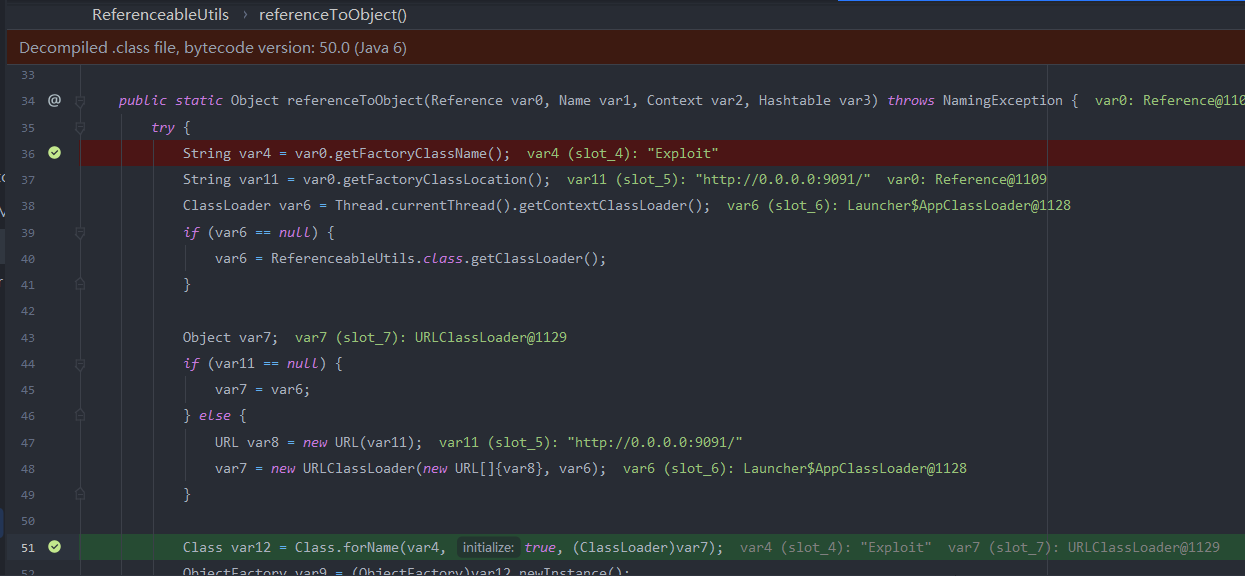 ReferenceableUtils › referenceToObject()
Decompiled .class file, bytecode version: 50.0 (Java 6)
33
34 @ public static Object referenceToObject(Reference var0, Name var1, Context var2, Hashtable var3) throws NamingException { var0: Reference@110
35 try {
36 String var4 = var0.getFactoryClassName(); var4 (slot_4): "Exploit"
37 String var11 = var0.getFactoryClassLocation(); var11 (slot_5): "http://0.0.0.0:9091/" var0: Reference@1109
38 ClassLoader var6 = Thread.currentThread().getContextClassLoader(); var6 (slot_6): Launcher$AppClassLoader@1128
39 if (var6 == null) {
40 var6 = ReferenceableUtils.class.getClassLoader();
41 }
42
43 Object var7; var7 (slot_7): URLClassLoader@1129
44 if (var11 == null) {
45 var7 = var6;
46 } else {
47 URL var8 = new URL(var11); var11 (slot_5): "http://0.0.0.0:9091/"
48 var7 = new URLClassLoader(new URL[]{var8}, var6); var6 (slot_6): Launcher$AppClassLoader@1128
49 }
50
51 Class var12 = Class.forName(var4, initialize: true, (ClassLoader)var7); var4 (slot_4): "Exploit" var7 (slot_7): URLClassLoader@1129
52 ObjectFactory var9 = (ObjectFactory)var12.newInstance();